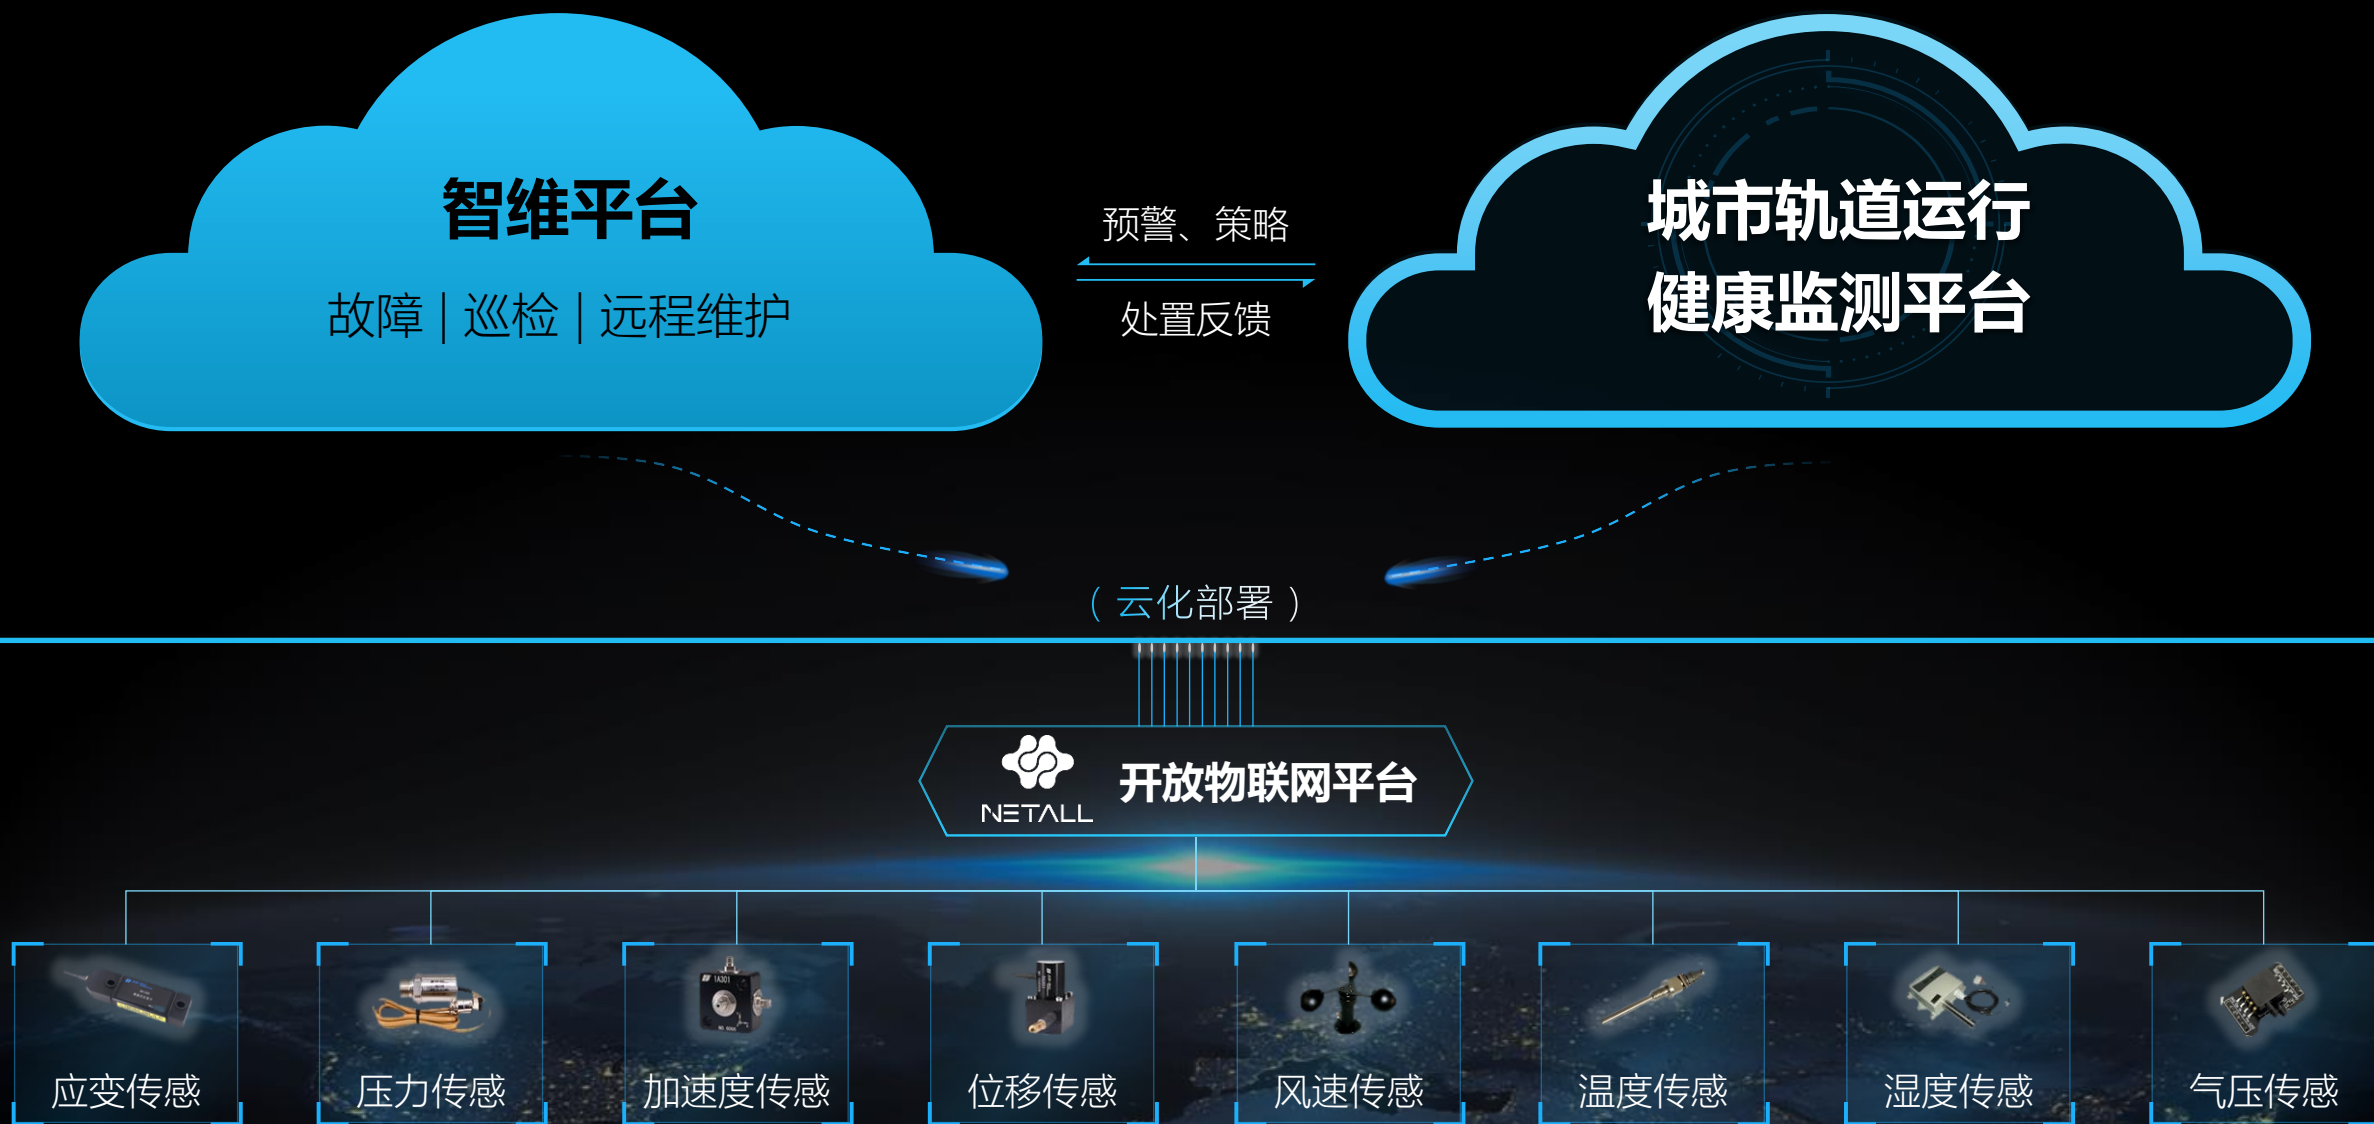 智维平台
故障 | 巡检 | 远程维护
预警、策略
处置反馈
城市轨道运行
健康监测平台
（ 云化部署 ）
NETALL
开放物联网平台
1A301
应变传感
压力传感
加速度传感
位移传感
风速传感
温度传感
湿度传感
气压传感